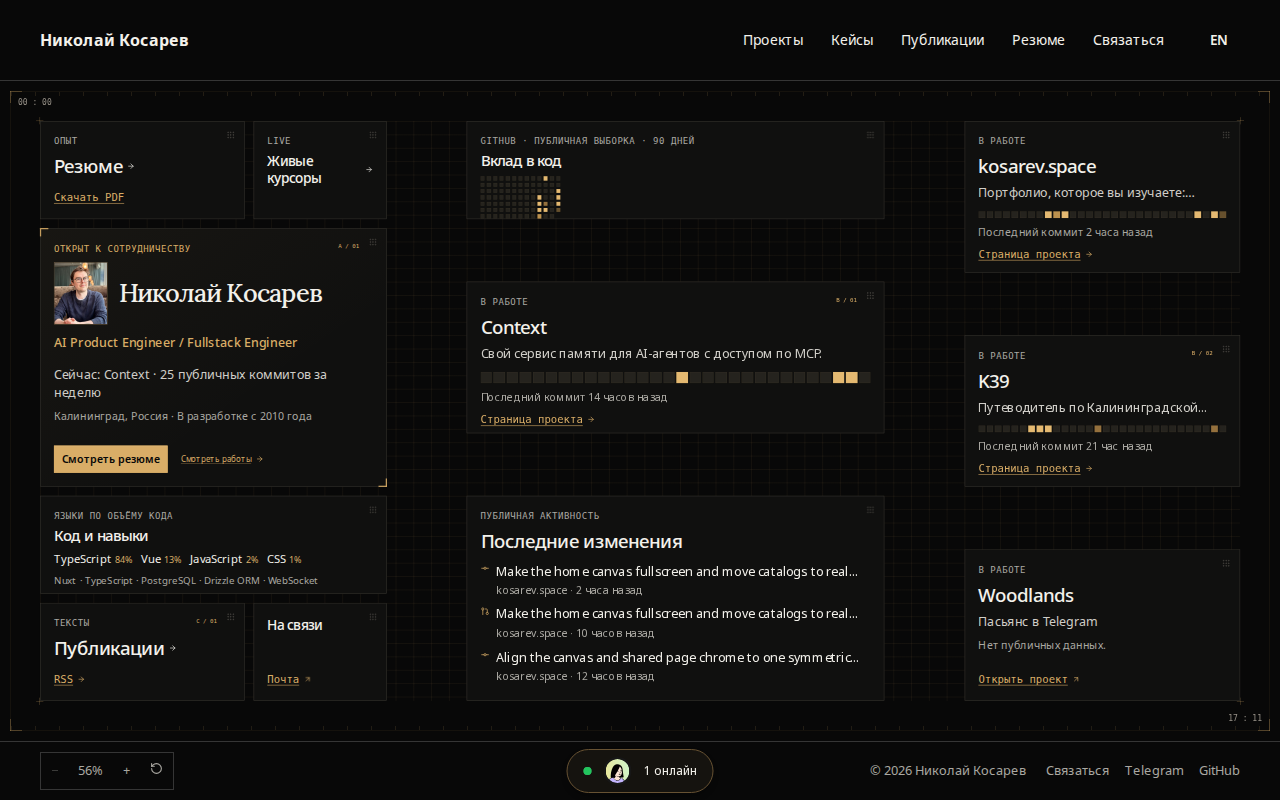 Николай Косарев
Проекты Кейсы Публикации Резюме Связаться EN
00 : 00
ОПЫТ
Резюме
Скачать PDF
LIVE
Живые
курсоры
GITHUB · ПУБЛИЧНАЯ ВЫБОРКА · 90 ДНЕЙ
Вклад в код
В РАБОТЕ
kosarev.space
Портфолио, которое вы изучаете:...
Последний коммит 2 часа назад
Страница проекта
ОТКРЫТ К СОТРУДНИЧЕСТВУ
A / 01
Николай Косарев
AI Product Engineer / Fullstack Engineer
Сейчас: Context · 25 публичных коммитов за
неделю
Калининград, Россия · В разработке с 2010 года
Смотреть резюме
Смотреть работы
В РАБОТЕ
B / 01
Context
Свой сервис памяти для AI-агентов с доступом по MCP.
Последний коммит 14 часов назад
Страница проекта
В РАБОТЕ
B / 02
K39
Путеводитель по Калининградской...
Последний коммит 21 час назад
Страница проекта
ЯЗЫКИ ПО ОБЪЁМУ КОДА
Код и навыки
TypeScript 84% Vue 13% JavaScript 2% CSS 1%
Nuxt · TypeScript · PostgreSQL · Drizzle ORM · WebSocket
ПУБЛИЧНАЯ АКТИВНОСТЬ
Последние изменения
Make the home canvas fullscreen and move catalogs to real...
kosarev.space · 2 часа назад
Make the home canvas fullscreen and move catalogs to real...
kosarev.space · 10 часов назад
Align the canvas and shared page chrome to one symmetric...
kosarev.space · 12 часов назад
В РАБОТЕ
Woodlands
Пасьянс в Telegram
Нет публичных данных.
Открыть проект
ТЕКСТЫ
C / 01
Публикации
RSS
На связи
Почта
17 : 11
− 56% +
1 онлайн
© 2026 Николай Косарев Связаться Telegram GitHub